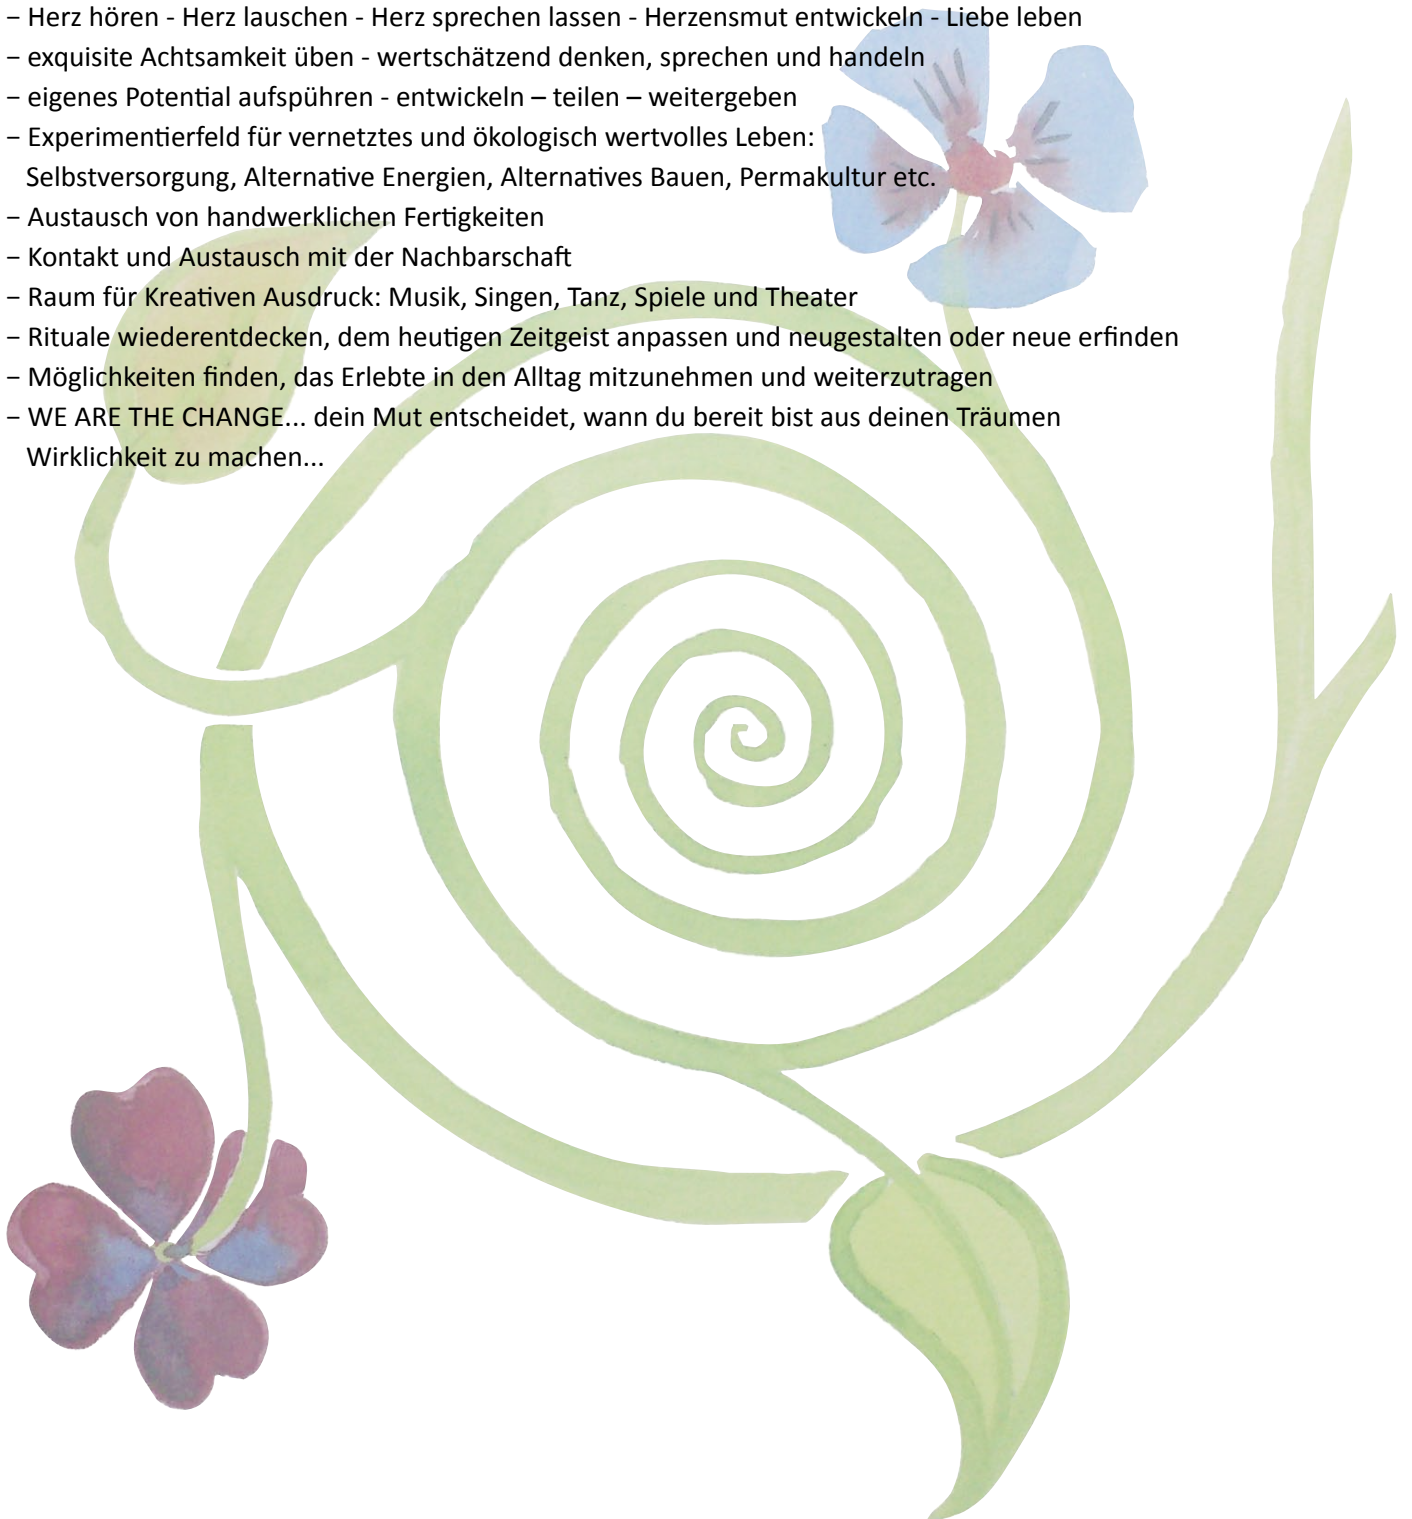 – Herz hören - Herz lauschen - Herz sprechen lassen - Herzensmut entwickeln - Liebe leben
– exquisite Achtsamkeit üben - wertschätzend denken, sprechen und handeln
– eigenes Potential aufspühren - entwickeln – teilen – weitergeben
– Experimentierfeld für vernetztes und ökologisch wertvolles Leben:
Selbstversorgung, Alternative Energien, Alternatives Bauen, Permakultur etc.
– Austausch von handwerklichen Fertigkeiten
– Kontakt und Austausch mit der Nachbarschaft
– Raum für Kreativen Ausdruck: Musik, Singen, Tanz, Spiele und Theater
– Rituale wiederentdecken, dem heutigen Zeitgeist anpassen und neugestalten oder neue erfinden
– Möglichkeiten finden, das Erlebte in den Alltag mitzunehmen und weiterzutragen
– WE ARE THE CHANGE... dein Mut entscheidet, wann du bereit bist aus deinen Träumen
Wirklichkeit zu machen...